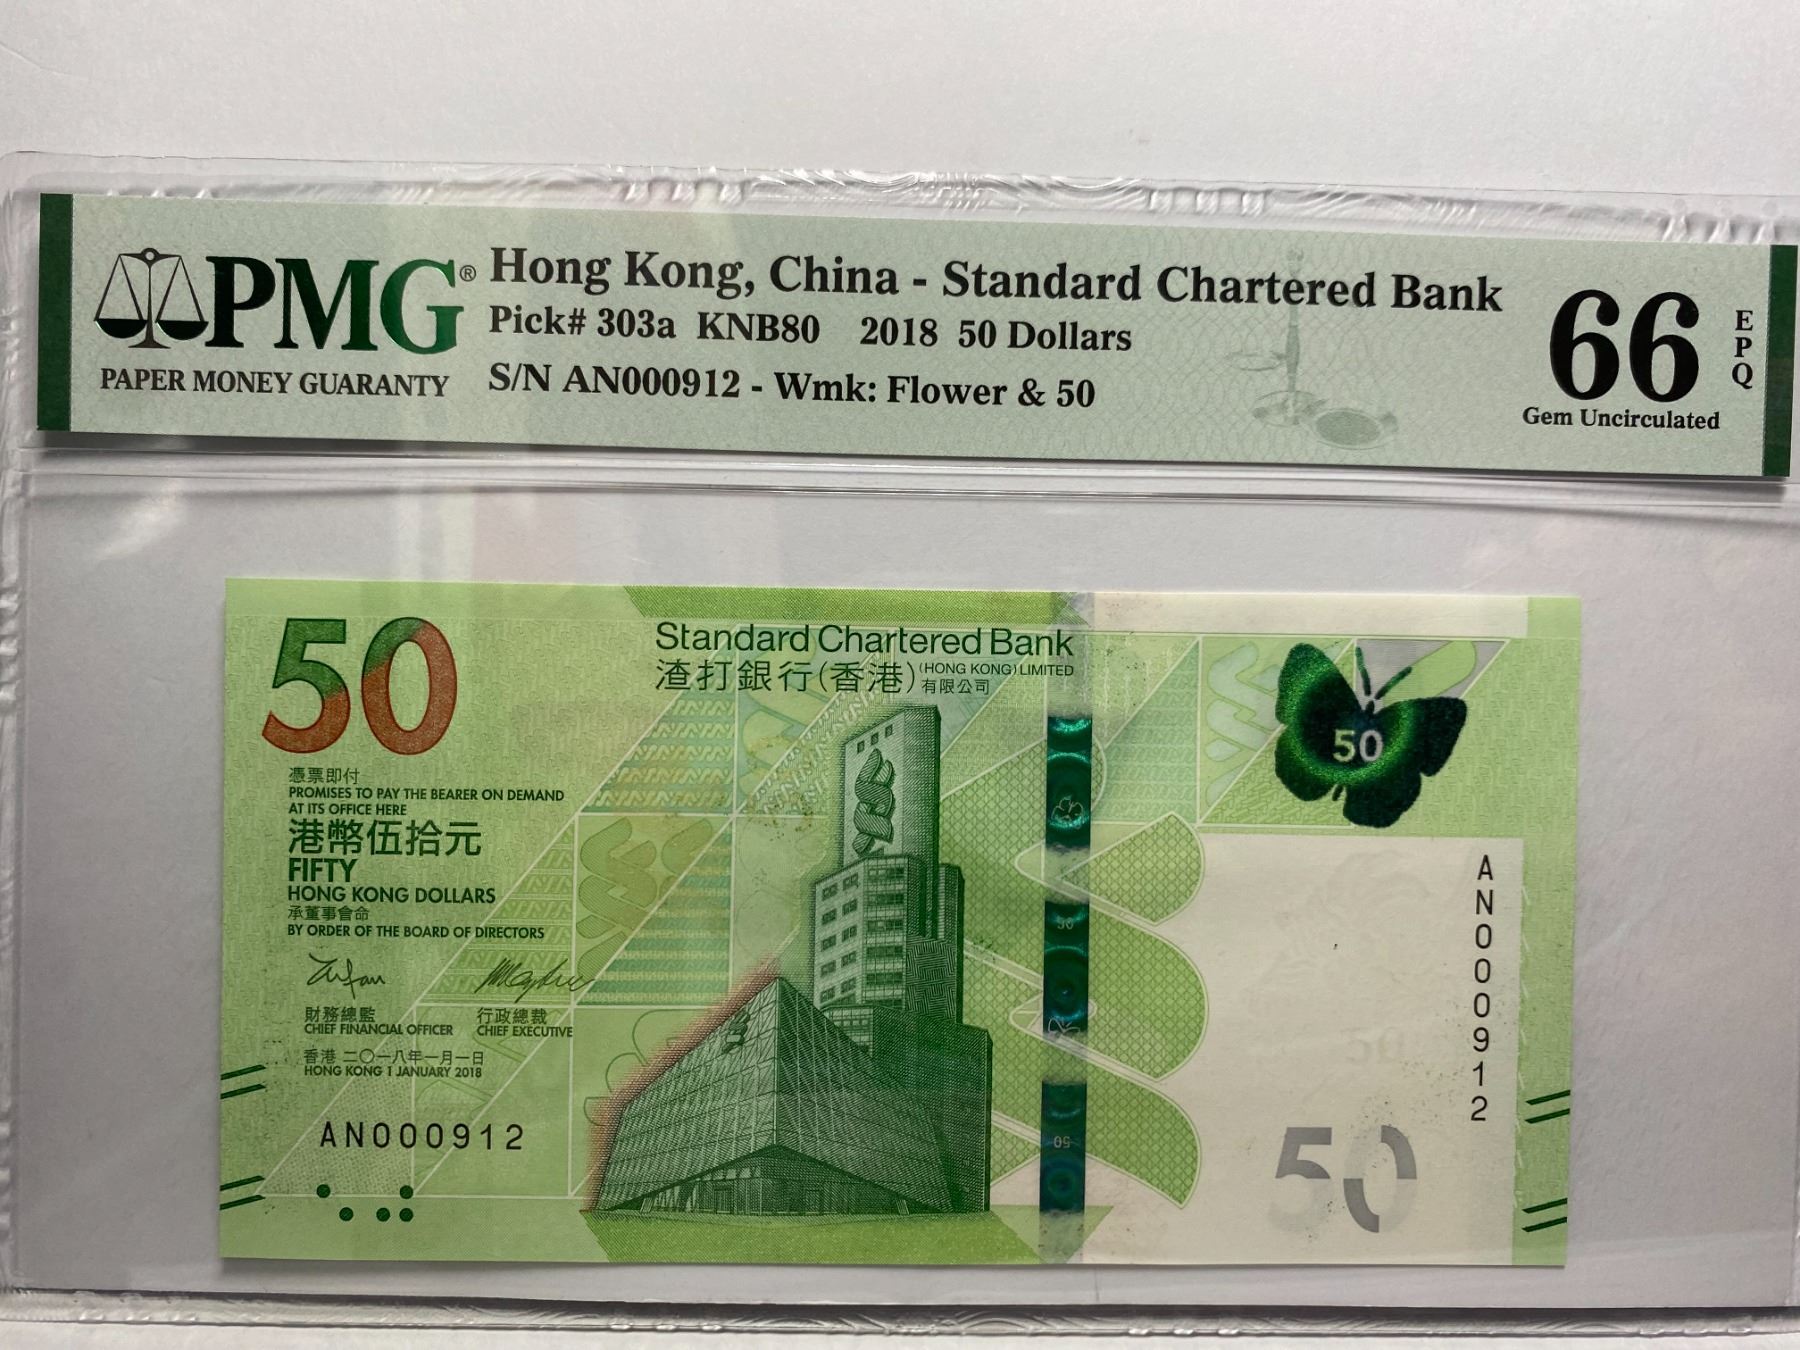 PMG®
PAPER MONEY GUARANTY
Hong Kong, China - Standard Chartered Bank
Pick# 303a KNB80 2018 50 Dollars
S/N AN000912 - Wmk: Flower & 50
66
EPQ
Gem Uncirculated
50
Standard Chartered Bank
渣打銀行(香港)
(HONG KONG) LIMITED
有限公司
50
憑票即付
PROMISES TO PAY THE BEARER ON DEMAND
AT ITS OFFICE HERE
港幣伍拾元
FIFTY
HONG KONG DOLLARS
承董事會命
BY ORDER OF THE BOARD OF DIRECTORS
財務總監
CHIEF FINANCIAL OFFICER
行政總裁
CHIEF EXECUTIVE
香港 二〇一八年一月一日
HONG KONG 1 JANUARY 2018
AN000912
50
50
AN000912
50